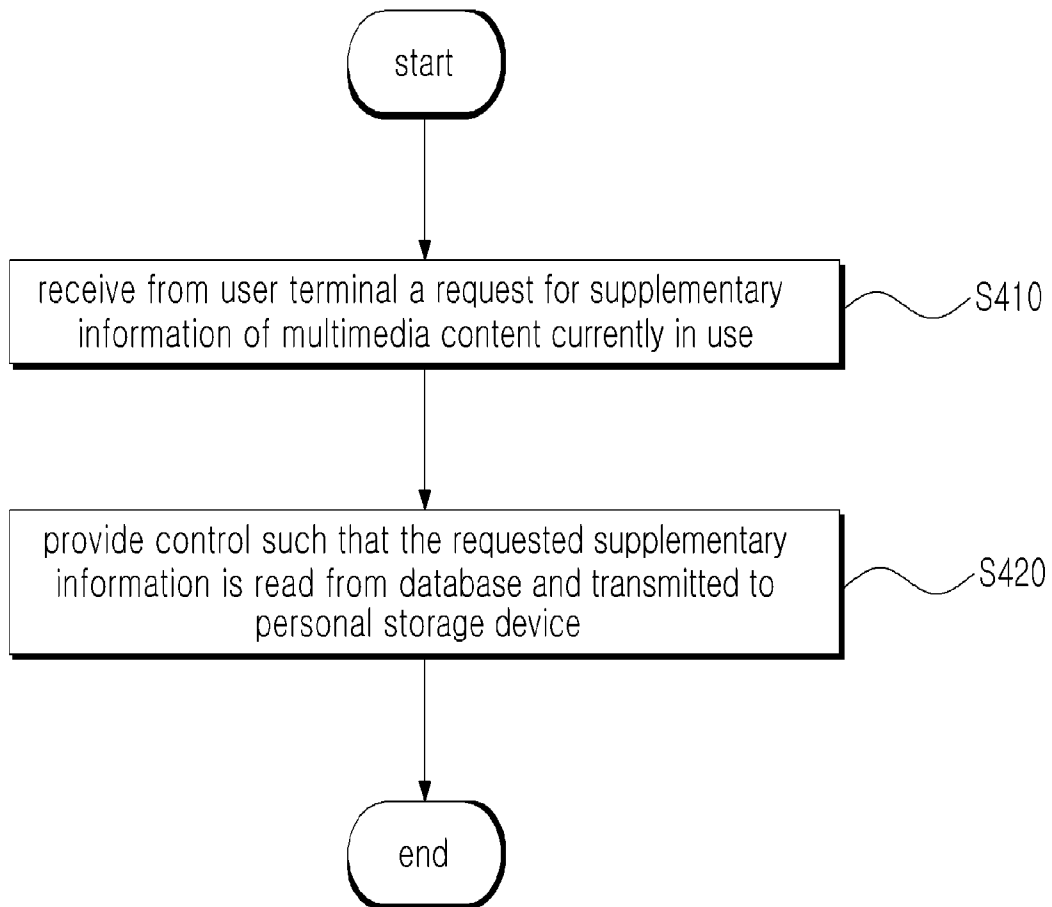 start
receive from user terminal a request for supplementary
information of multimedia content currently in use
S410
provide control such that the requested supplementary
information is read from database and transmitted to
personal storage device
S420
end